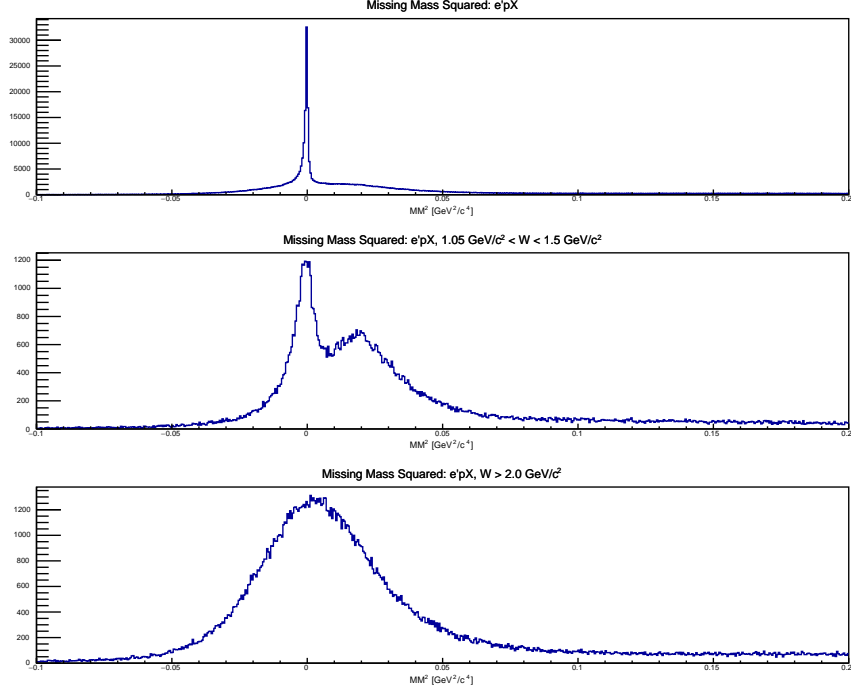 Missing Mass Squared: e'pX
30000
25000
20000
15000
10000
5000
0
−0.1 −0.05 0 0.05 0.1 0.15 0.2
MM² [GeV²/c⁴]
Missing Mass Squared: e'pX, 1.05 GeV/c² < W < 1.5 GeV/c²
1200
1000
800
600
400
200
0
−0.1 −0.05 0 0.05 0.1 0.15 0.2
MM² [GeV²/c⁴]
Missing Mass Squared: e'pX, W > 2.0 GeV/c²
1200
1000
800
600
400
200
0
−0.1 −0.05 0 0.05 0.1 0.15 0.2
MM² [GeV²/c⁴]